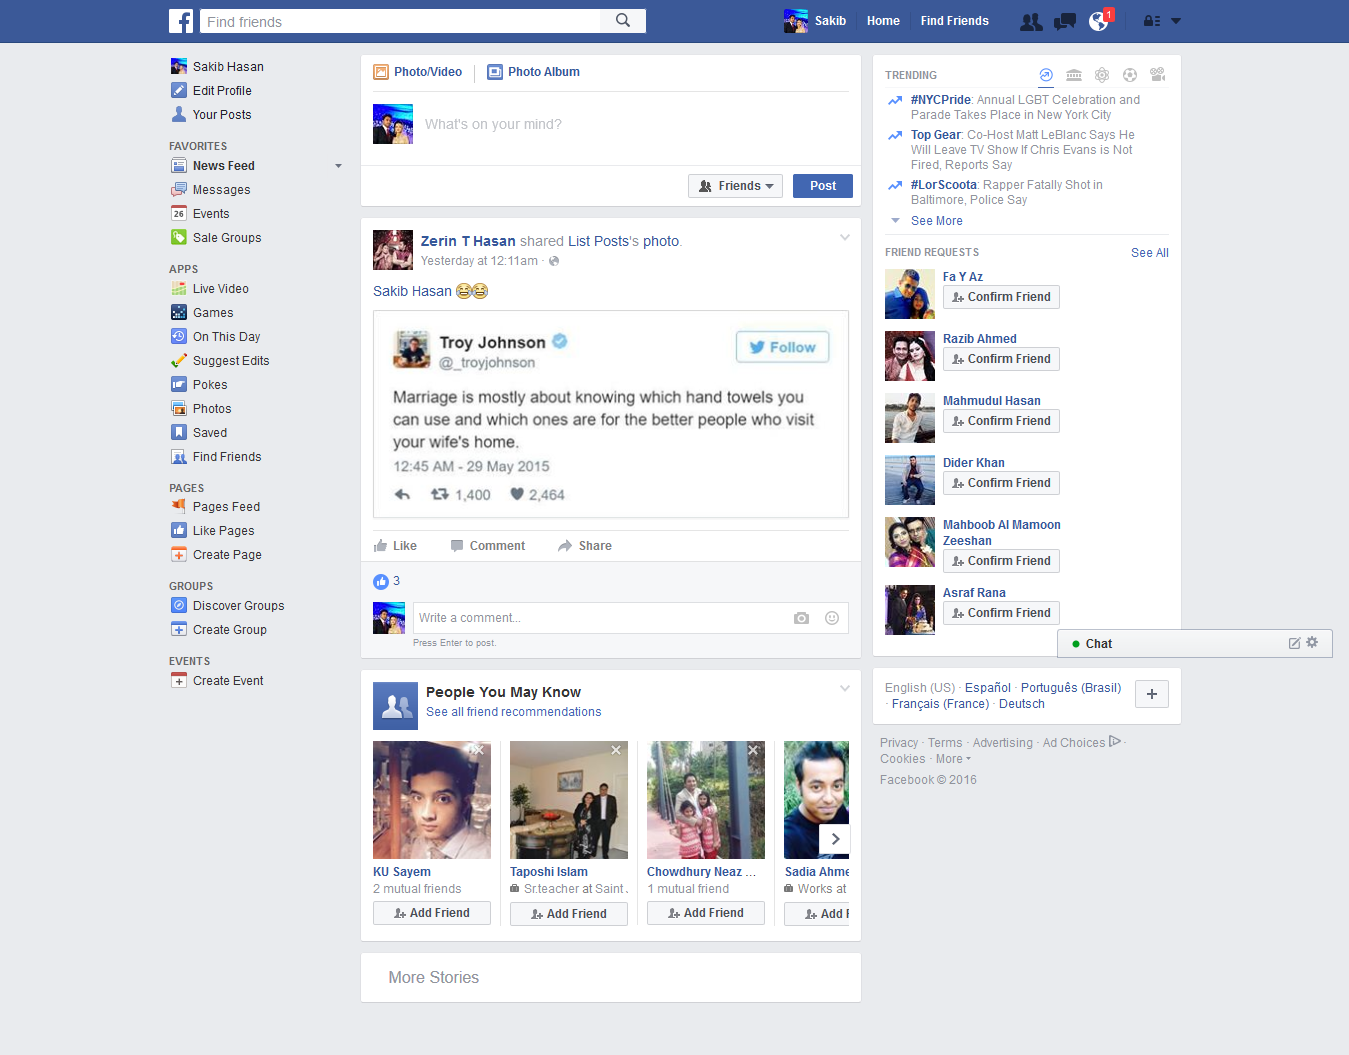 Find friends
Sakib
Home
Find Friends
1
Sakib Hasan
Edit Profile
Your Posts
FAVORITES
News Feed
Messages
26
Events
Sale Groups
APPS
Live Video
Games
On This Day
Suggest Edits
Pokes
Photos
Saved
Find Friends
PAGES
Pages Feed
Like Pages
Create Page
GROUPS
Discover Groups
Create Group
EVENTS
Create Event
Photo/Video
Photo Album
What's on your mind?
Friends
Post
Zerin T Hasan shared List Posts's photo.
Yesterday at 12:11am ·
Sakib Hasan 😂😂
Troy Johnson
@_troyjohnson
Follow
Marriage is mostly about knowing which hand towels you
can use and which ones are for the better people who visit
your wife's home.
12:45 AM - 29 May 2015
1,400
2,464
Like
Comment
Share
3
Write a comment...
Press Enter to post.
People You May Know
See all friend recommendations
KU Sayem
2 mutual friends
Add Friend
Taposhi Islam
Sr.teacher at Saint
Add Friend
Chowdhury Neaz ...
1 mutual friend
Add Friend
Sadia Ahme
Works at
Add F
More Stories
TRENDING
#NYCPride: Annual LGBT Celebration and
Parade Takes Place in New York City
Top Gear: Co-Host Matt LeBlanc Says He
Will Leave TV Show If Chris Evans is Not
Fired, Reports Say
#LorScoota: Rapper Fatally Shot in
Baltimore, Police Say
See More
FRIEND REQUESTS
See All
Fa Y Az
Confirm Friend
Razib Ahmed
Confirm Friend
Mahmudul Hasan
Confirm Friend
Dider Khan
Confirm Friend
Mahboob Al Mamoon
Zeeshan
Confirm Friend
Asraf Rana
Confirm Friend
Chat
English (US) · Español · Português (Brasil)
· Français (France) · Deutsch
Privacy · Terms · Advertising · Ad Choices ·
Cookies · More
Facebook © 2016